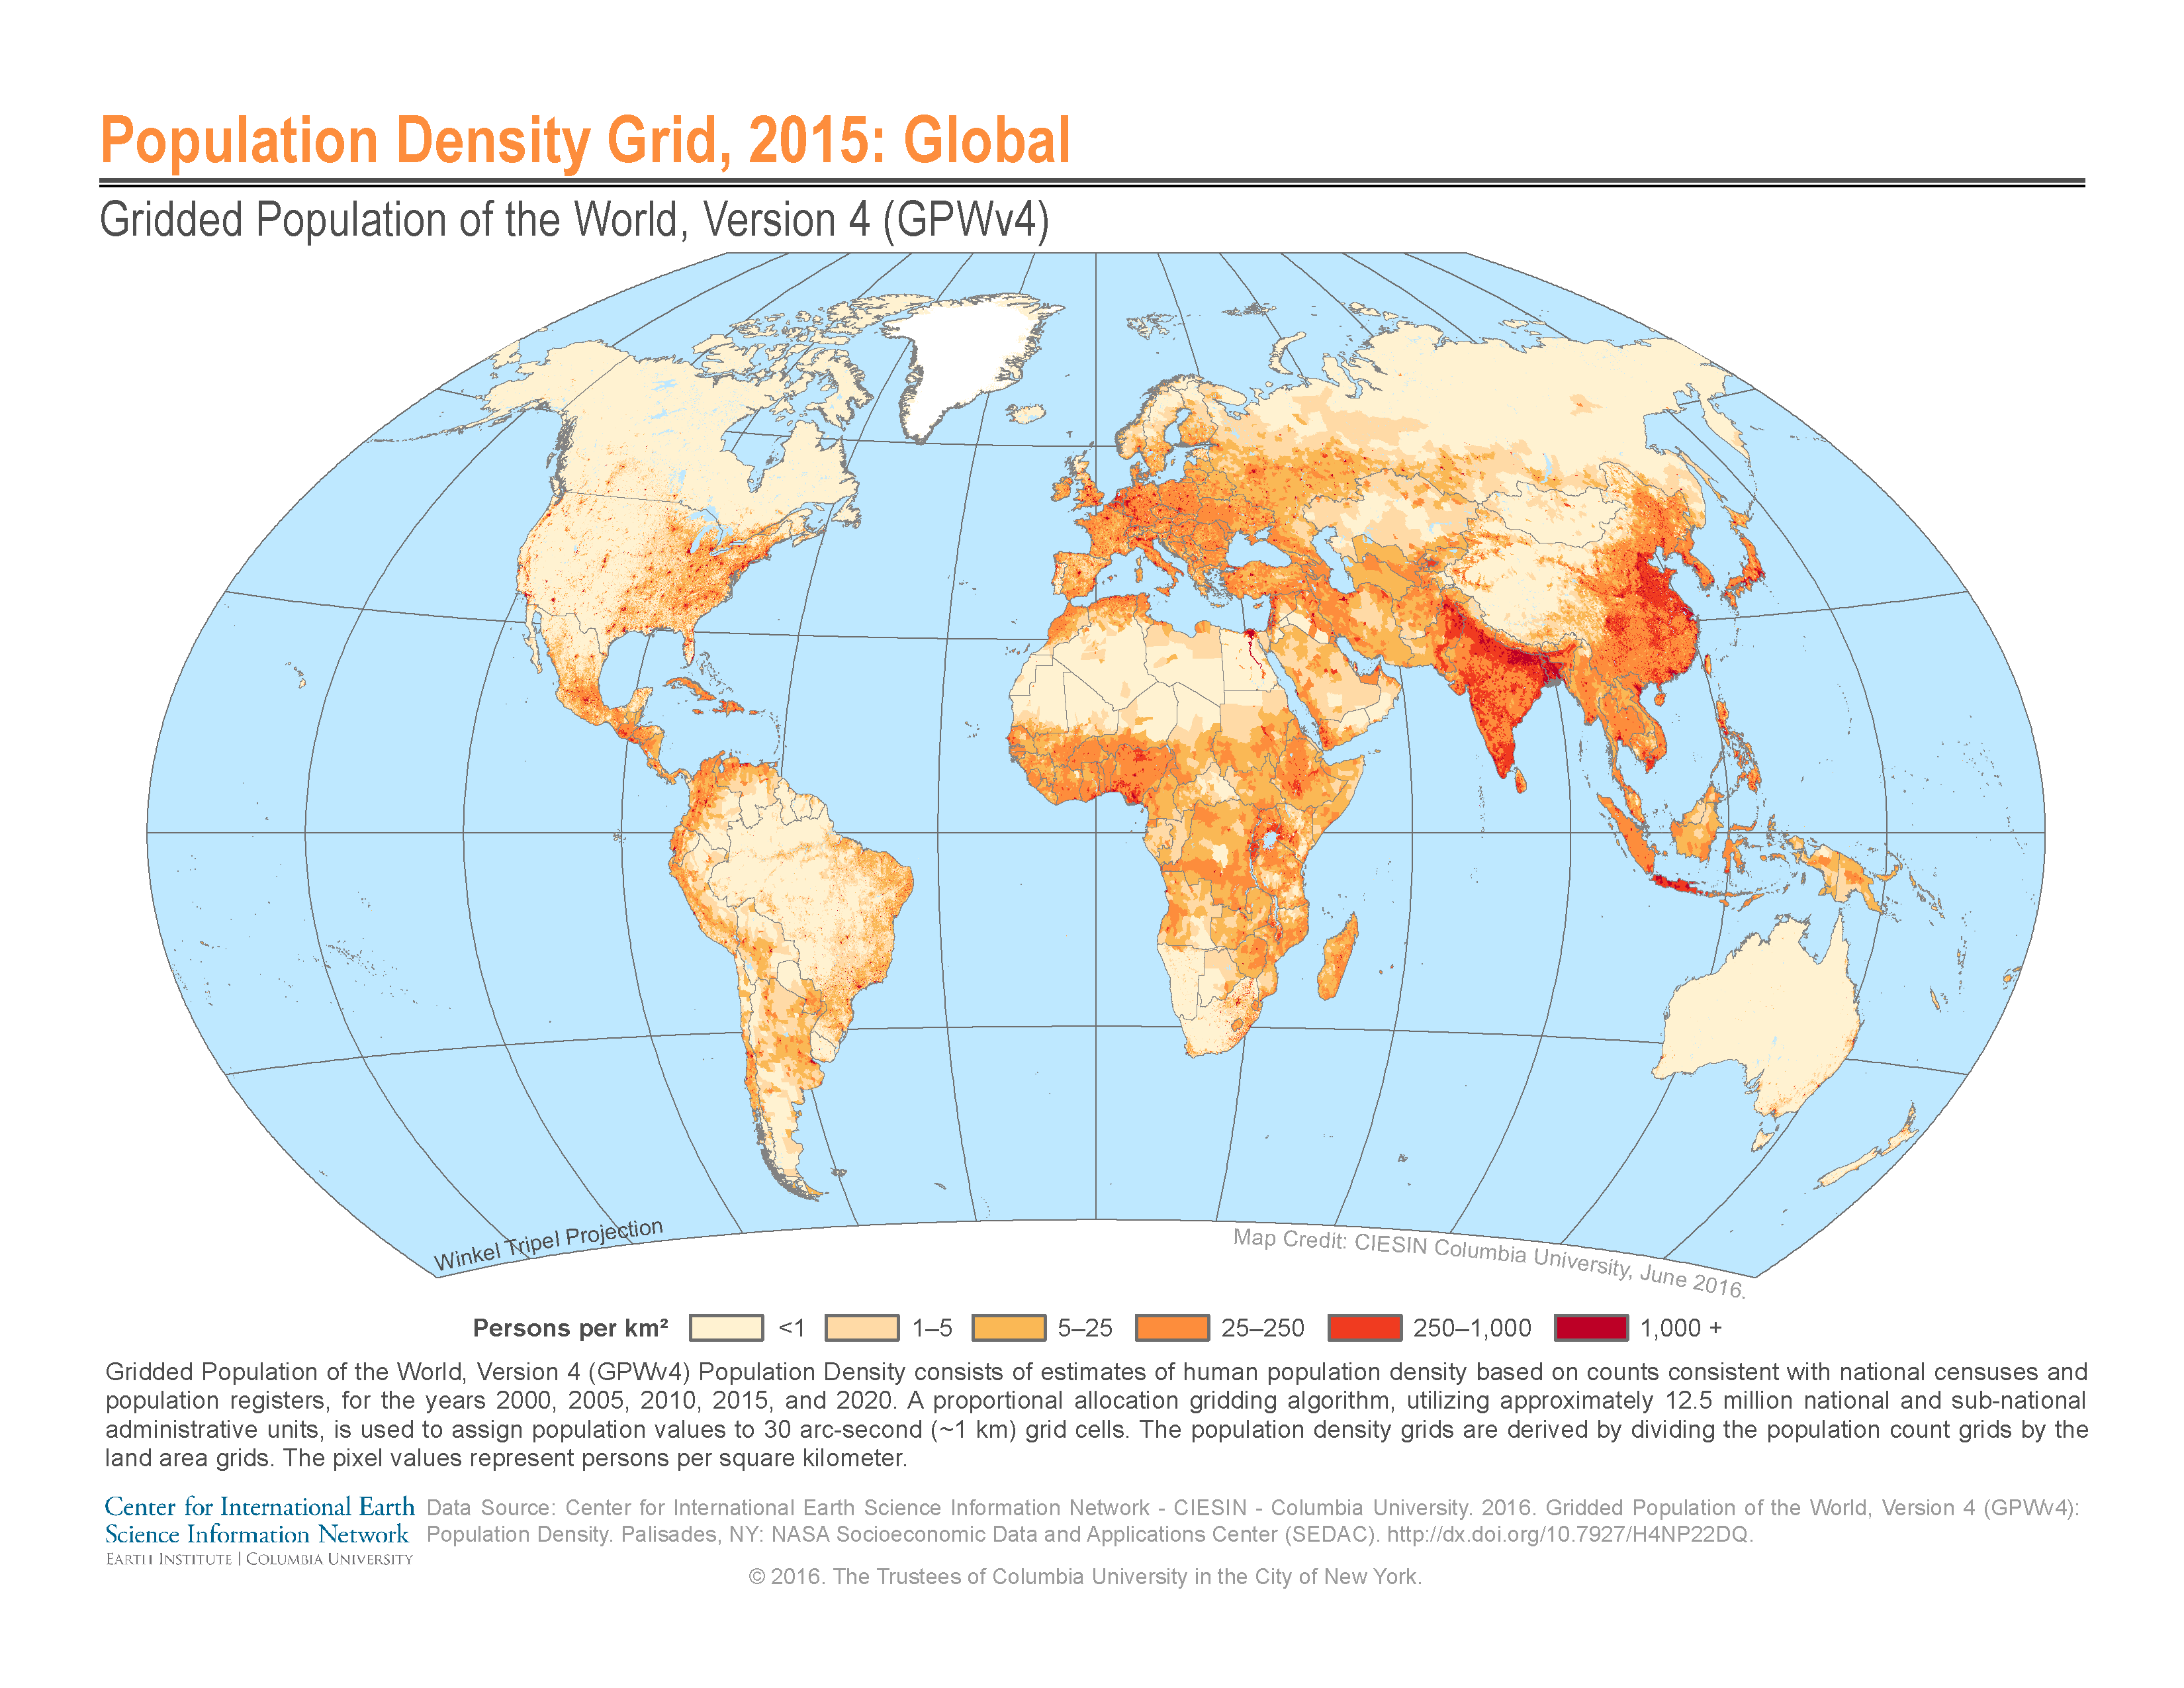 Population Density Grid, 2015: Global
Gridded Population of the World, Version 4 (GPWv4)
Winkel Tripel Projection
Map Credit: CIESIN Columbia University, June 2016.
Persons per km² <1 1–5 5–25 25–250 250–1,000 1,000 +
Gridded Population of the World, Version 4 (GPWv4) Population Density consists of estimates of human population density based on counts consistent with national censuses and
population registers, for the years 2000, 2005, 2010, 2015, and 2020. A proportional allocation gridding algorithm, utilizing approximately 12.5 million national and sub-national
administrative units, is used to assign population values to 30 arc-second (~1 km) grid cells. The population density grids are derived by dividing the population count grids by the
land area grids. The pixel values represent persons per square kilometer.
Center for International Earth
Science Information Network
EARTH INSTITUTE | COLUMBIA UNIVERSITY
Data Source: Center for International Earth Science Information Network - CIESIN - Columbia University. 2016. Gridded Population of the World, Version 4 (GPWv4):
Population Density. Palisades, NY: NASA Socioeconomic Data and Applications Center (SEDAC). http://dx.doi.org/10.7927/H4NP22DQ.
© 2016. The Trustees of Columbia University in the City of New York.